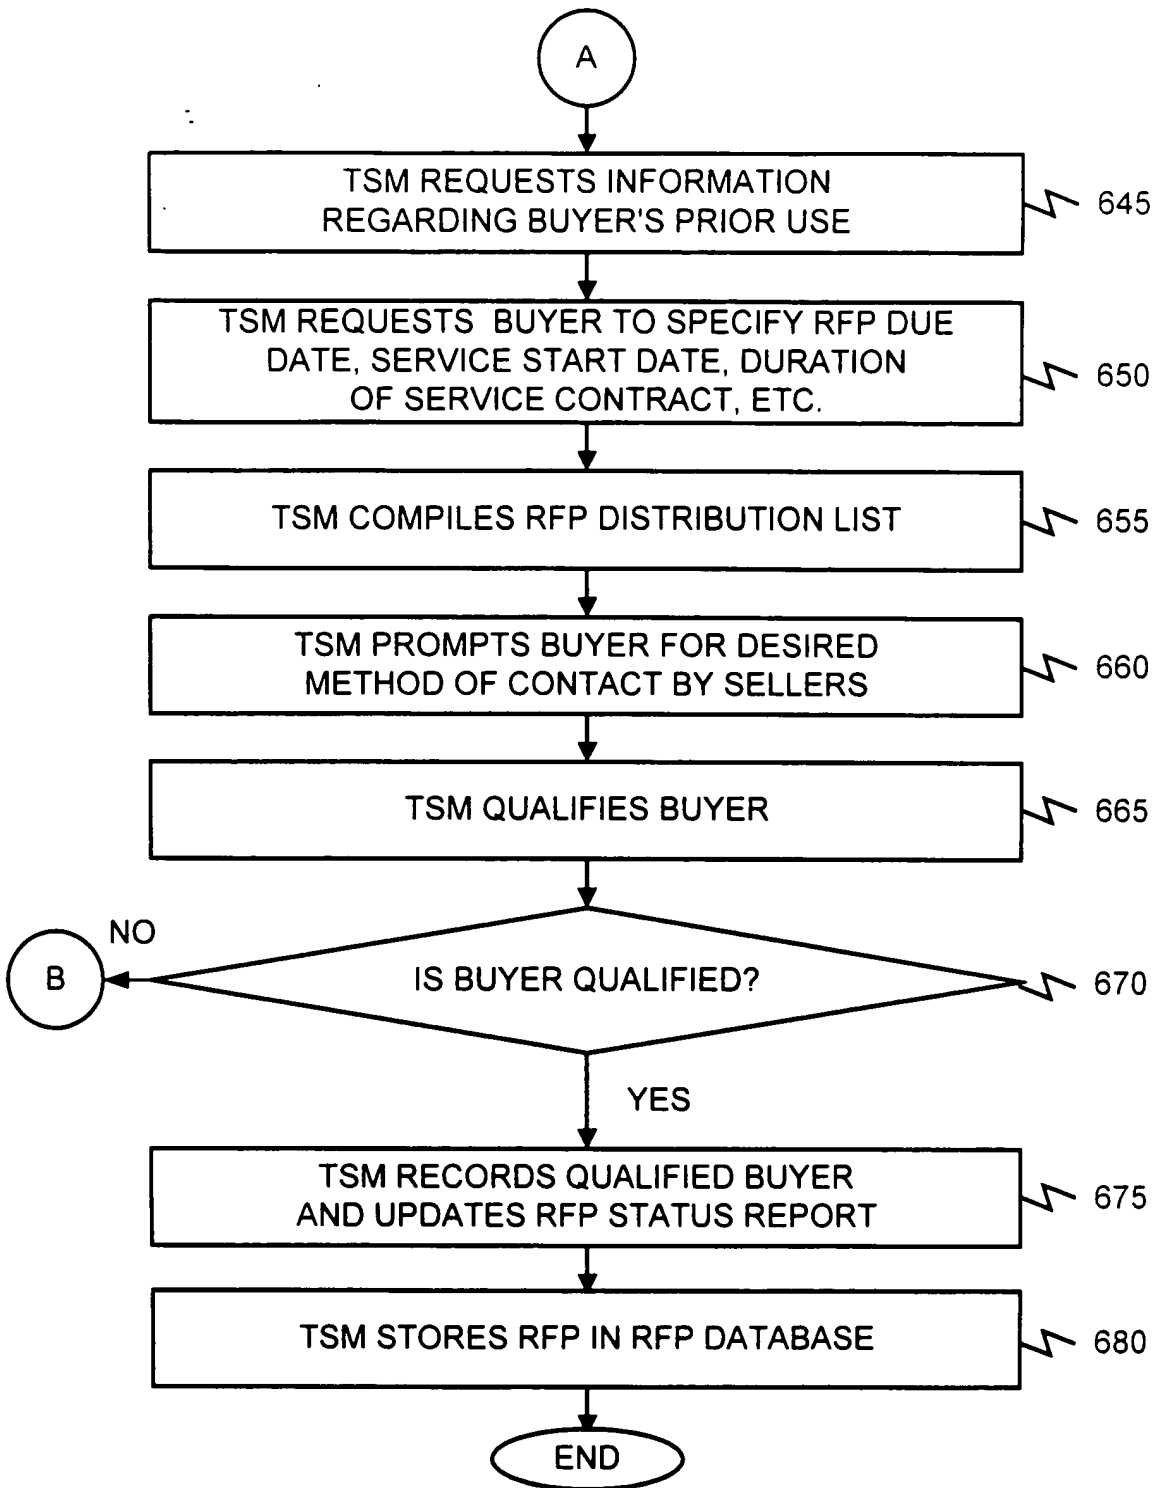 A
TSM REQUESTS INFORMATION
REGARDING BUYER'S PRIOR USE
645
TSM REQUESTS BUYER TO SPECIFY RFP DUE
DATE, SERVICE START DATE, DURATION
OF SERVICE CONTRACT, ETC.
650
TSM COMPILES RFP DISTRIBUTION LIST
655
TSM PROMPTS BUYER FOR DESIRED
METHOD OF CONTACT BY SELLERS
660
TSM QUALIFIES BUYER
665
NO
B
IS BUYER QUALIFIED?
670
YES
TSM RECORDS QUALIFIED BUYER
AND UPDATES RFP STATUS REPORT
675
TSM STORES RFP IN RFP DATABASE
680
END